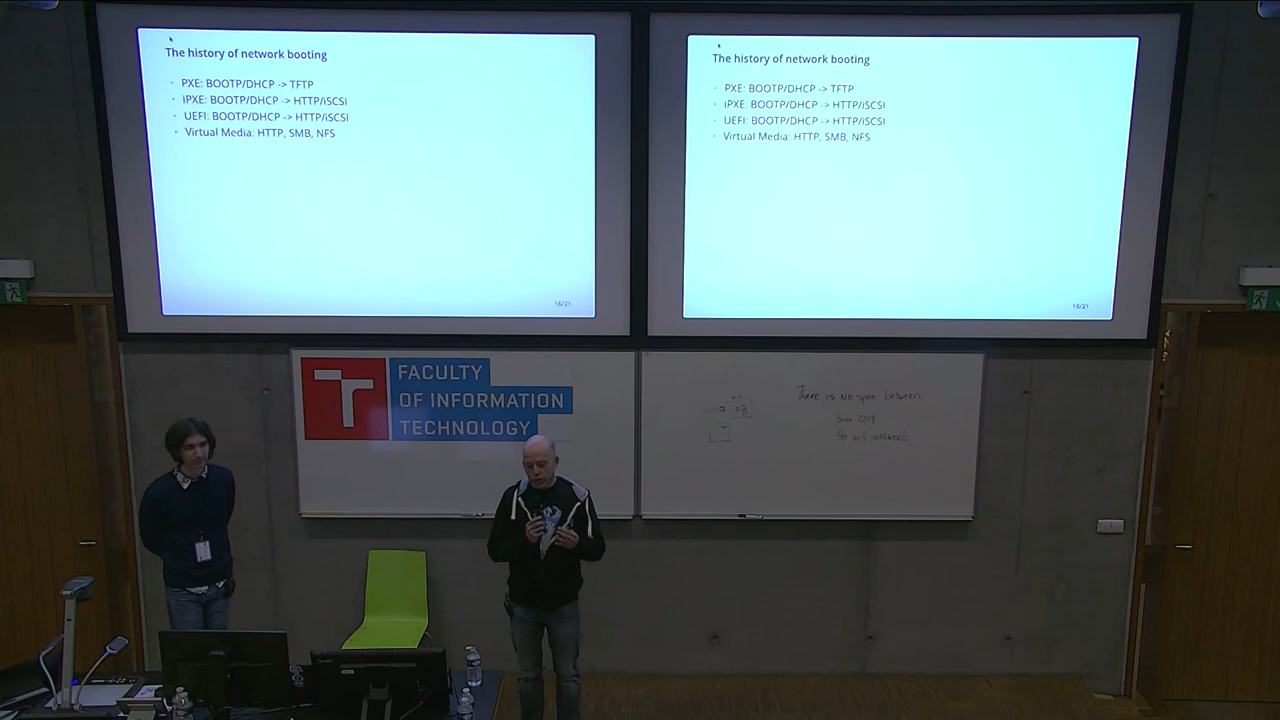 The history of network booting
PXE: BOOTP/DHCP -> TFTP
iPXE: BOOTP/DHCP -> HTTP/iSCSI
UEFI: BOOTP/DHCP -> HTTP/iSCSI
Virtual Media: HTTP, SMB, NFS
16/21
The history of network booting
PXE: BOOTP/DHCP -> TFTP
iPXE: BOOTP/DHCP -> HTTP/iSCSI
UEFI: BOOTP/DHCP -> HTTP/iSCSI
Virtual Media: HTTP, SMB, NFS
16/21
FACULTY
OF INFORMATION
TECHNOLOGY
There is NO space between
for wifi password